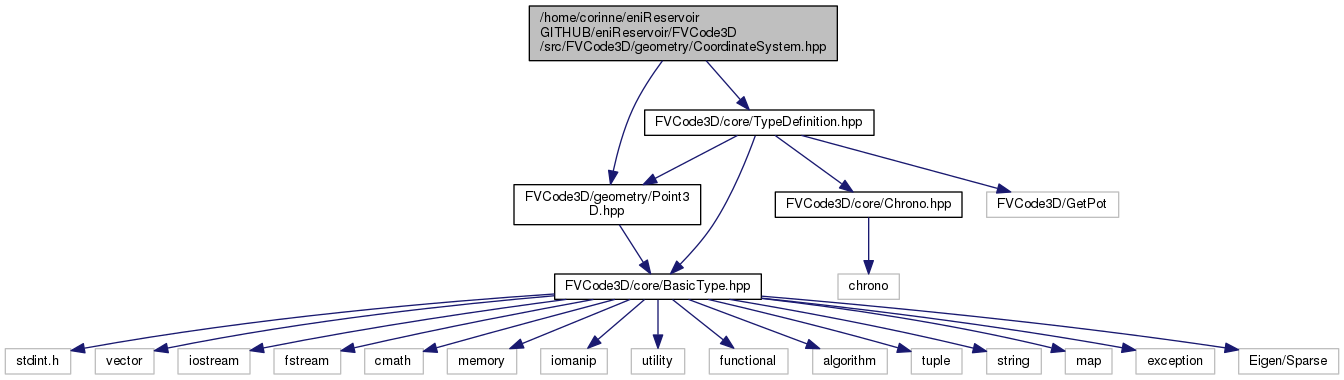 /home/corinne/eniReservoir
GITHUB/eniReservoir/FVCode3D
/src/FVCode3D/geometry/CoordinateSystem.hpp
FVCode3D/core/TypeDefinition.hpp
FVCode3D/geometry/Point3
D.hpp
FVCode3D/core/Chrono.hpp
FVCode3D/GetPot
FVCode3D/core/BasicType.hpp
chrono
stdint.h
vector
iostream
fstream
cmath
memory
iomanip
utility
functional
algorithm
tuple
string
map
exception
Eigen/Sparse